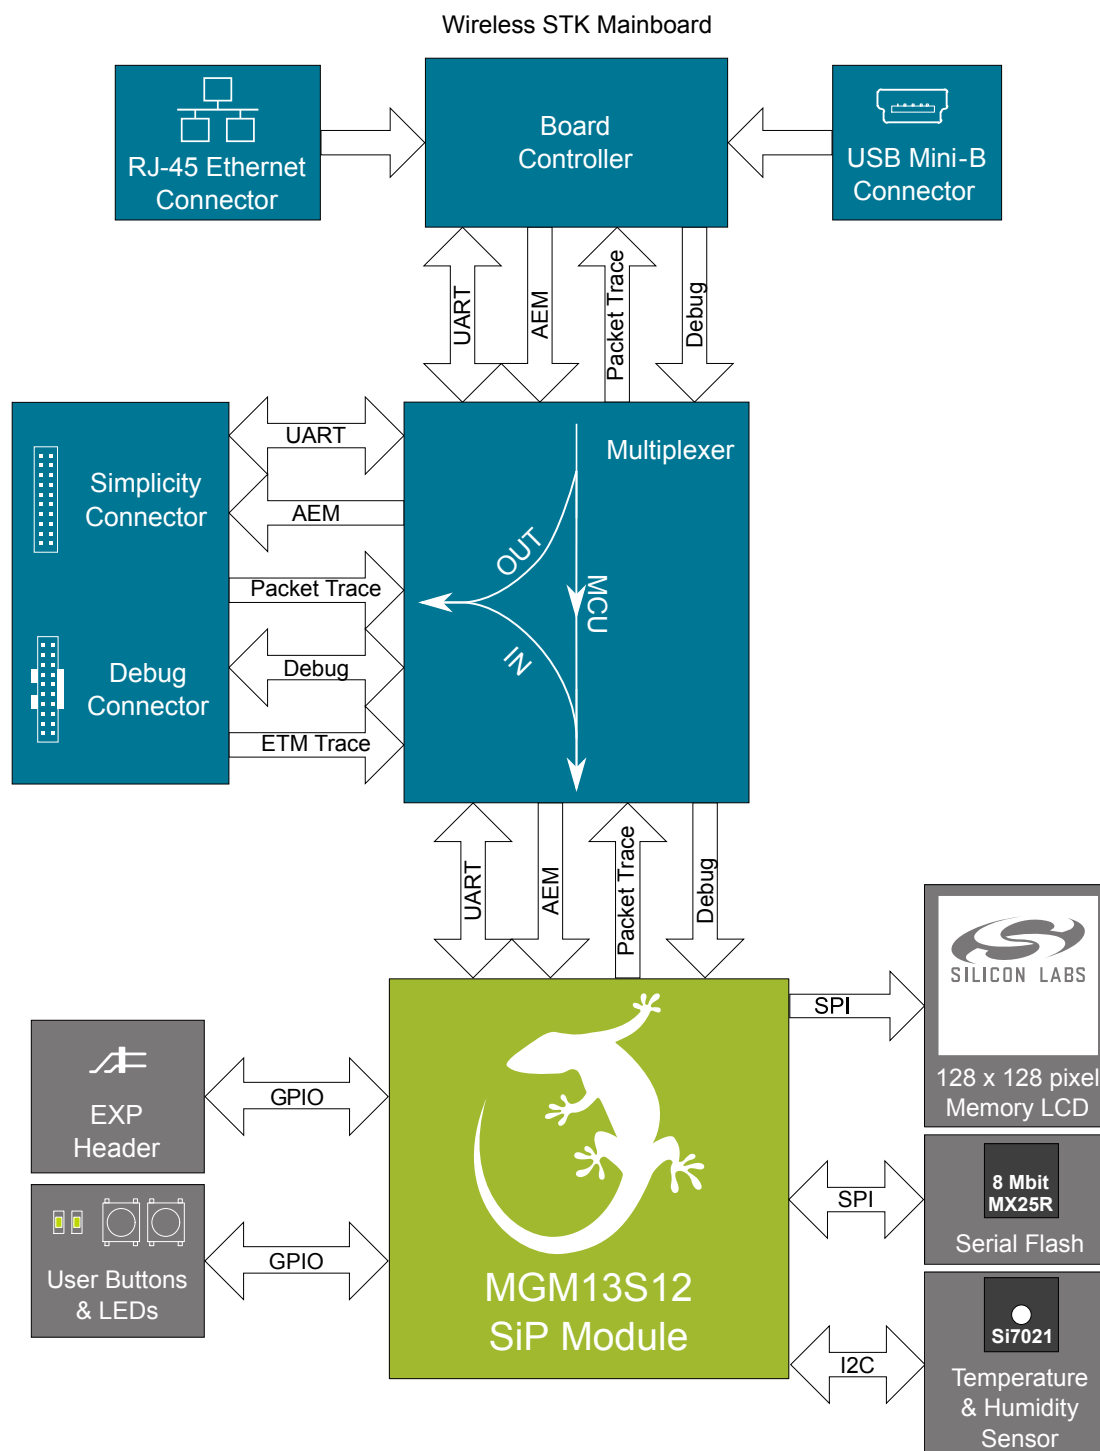 Wireless STK Mainboard
RJ-45 Ethernet
Connector
Board
Controller
USB Mini-B
Connector
UART
AEM
Packet Trace
Debug
Simplicity
Connector
Debug
Connector
UART
AEM
Packet Trace
Debug
ETM Trace
Multiplexer
OUT
MCU
IN
UART
AEM
Packet Trace
Debug
SPI
SILICON LABS
128 x 128 pixel
Memory LCD
EXP
Header
GPIO
SPI
8 Mbit
MX25R
Serial Flash
User Buttons
& LEDs
GPIO
MGM13S12
SiP Module
I2C
Si7021
Temperature
& Humidity
Sensor